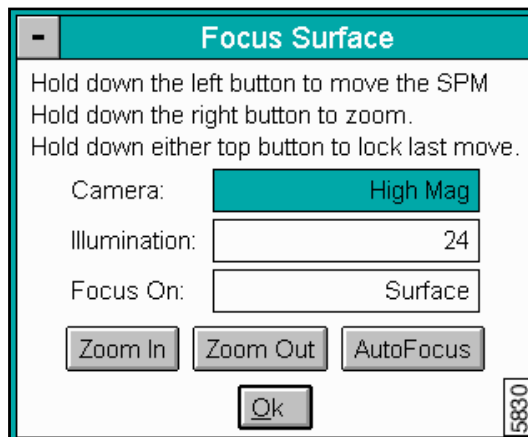 Focus Surface
Hold down the left button to move the SPM
Hold down the right button to zoom.
Hold down either top button to lock last move.
Camera: High Mag
Illumination: 24
Focus On: Surface
Zoom In Zoom Out AutoFocus
Ok
5830